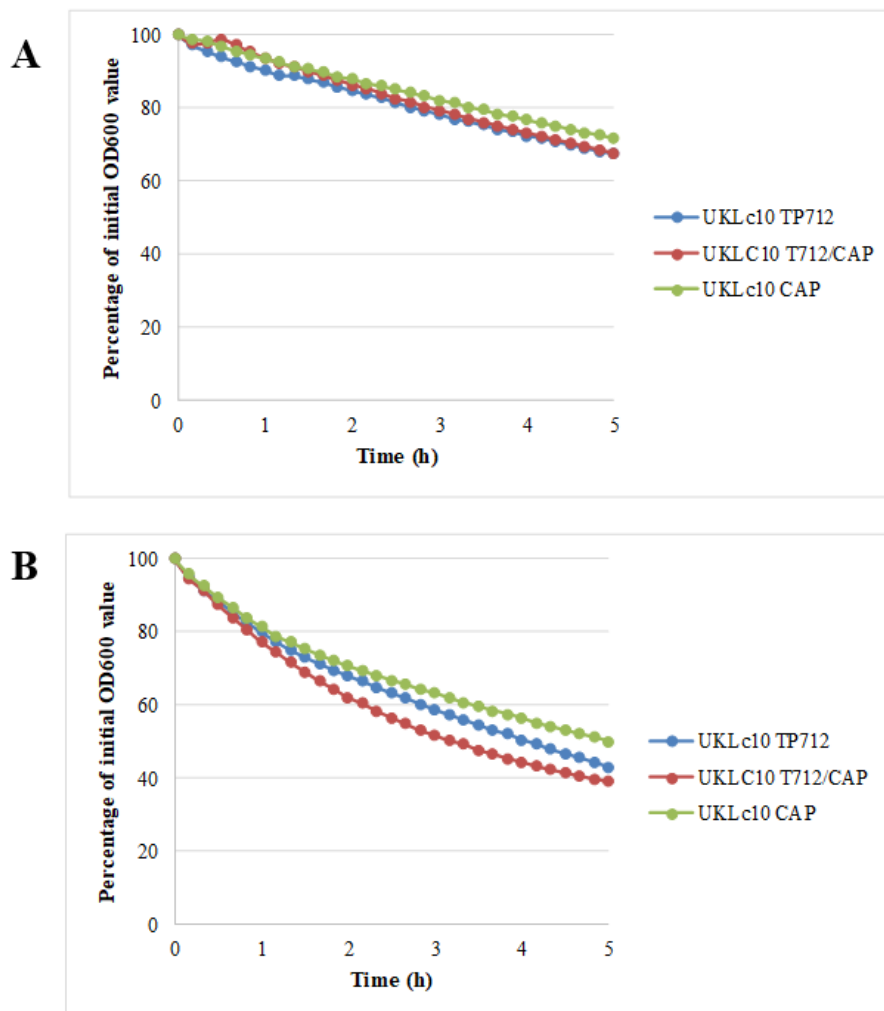 A
Percentage of initial OD600 value
100
80
60
40
20
0
0 1 2 3 4 5
Time (h)
UKLc10 TP712
UKLC10 T712/CAP
UKLc10 CAP
B
Percentage of initial OD600 value
100
80
60
40
20
0
0 1 2 3 4 5
Time (h)
UKLc10 TP712
UKLC10 T712/CAP
UKLc10 CAP